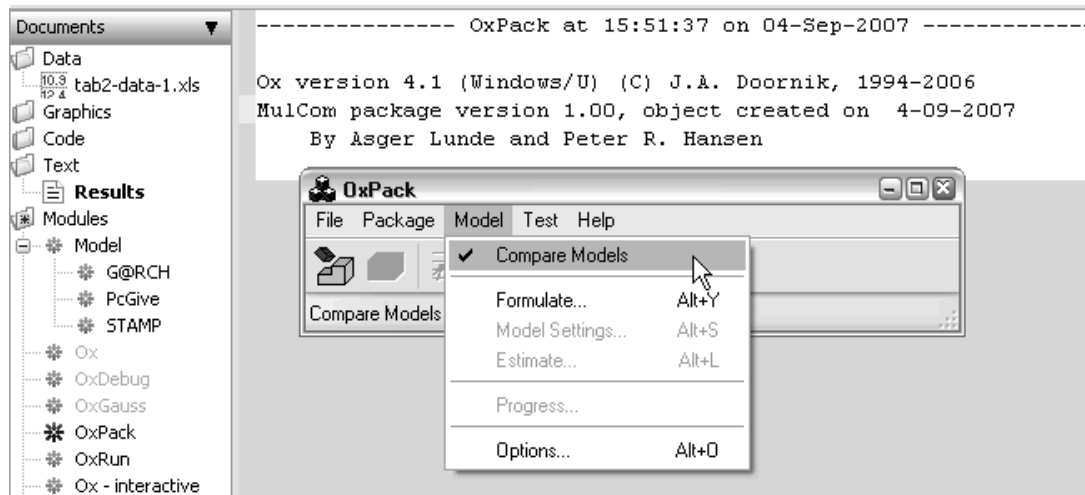 Documents
Data
tab2-data-1.xls
Graphics
Code
Text
Results
Modules
Model
G@RCH
PcGive
STAMP
Ox
OxDebug
OxGauss
OxPack
OxRun
Ox - interactive
--------------- OxPack at 15:51:37 on 04-Sep-2007 ------------
Ox version 4.1 (Windows/U) (C) J.A. Doornik, 1994-2006
MulCom package version 1.00, object created on 4-09-2007
By Asger Lunde and Peter R. Hansen
OxPack
File Package Model Test Help
Compare Models
Compare Models
Formulate... Alt+Y
Model Settings... Alt+S
Estimate... Alt+L
Progress...
Options... Alt+O